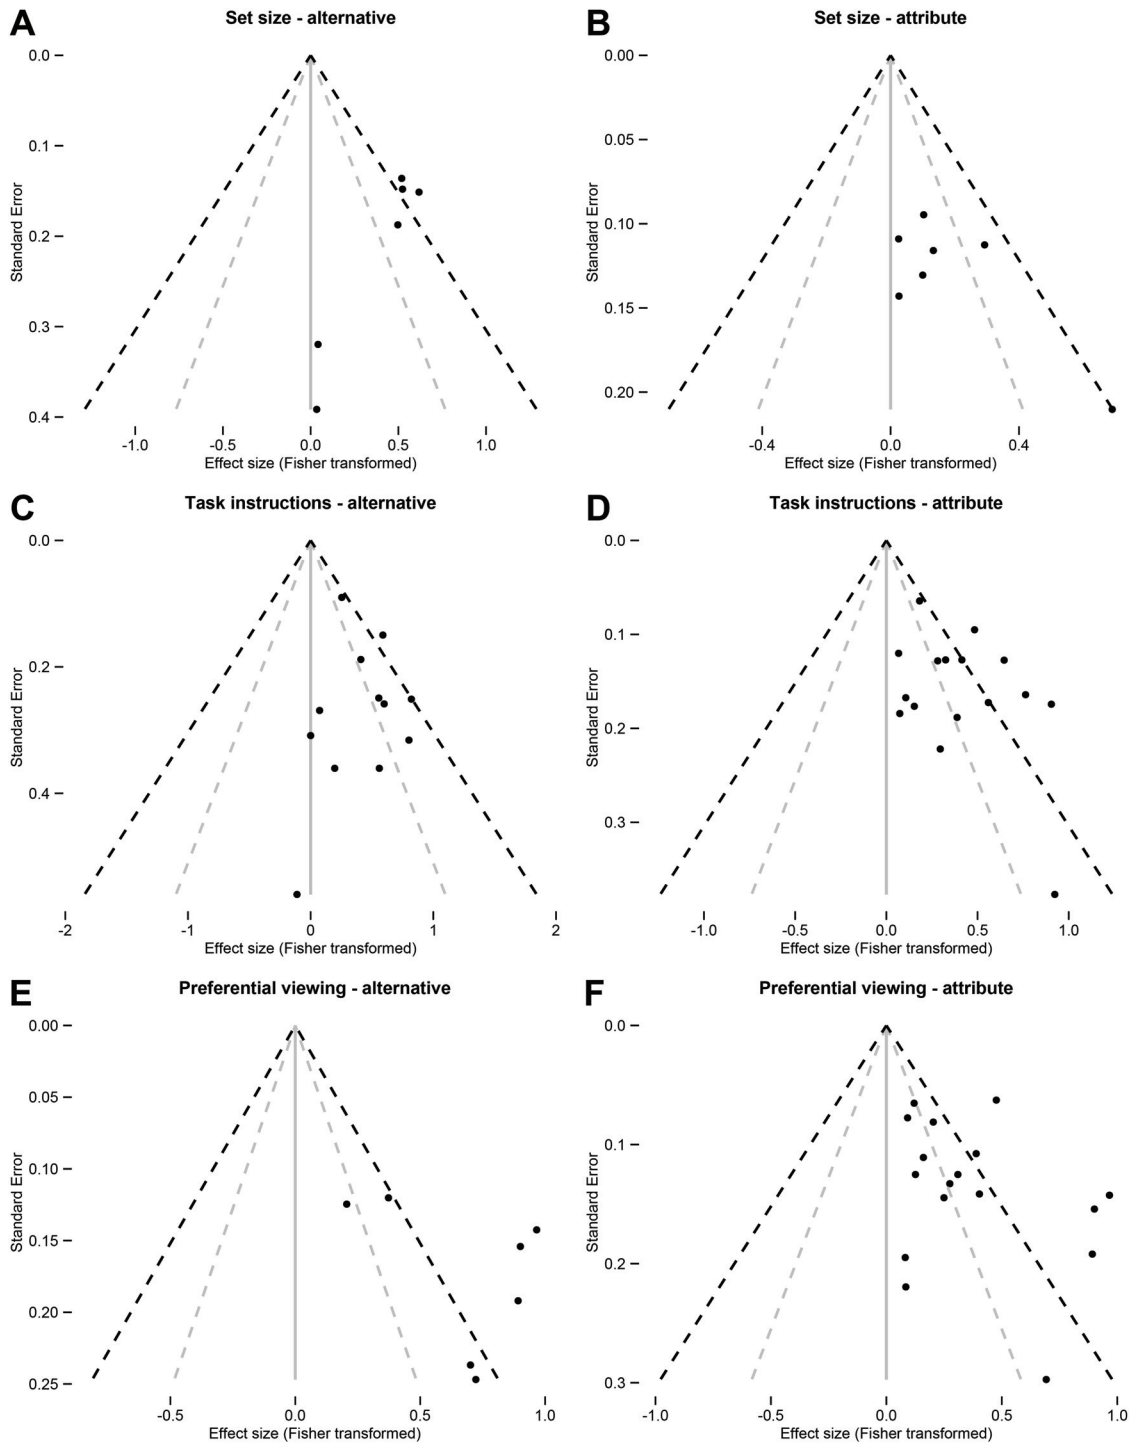 A
Set size - alternative
0.0
0.1
0.2
0.3
0.4
Standard Error
-1.0 -0.5 0.0 0.5 1.0
Effect size (Fisher transformed)
B
Set size - attribute
0.00
0.05
0.10
0.15
0.20
Standard Error
-0.4 0.0 0.4
Effect size (Fisher transformed)
C
Task instructions - alternative
0.0
0.2
0.4
Standard Error
-2 -1 0 1 2
Effect size (Fisher transformed)
D
Task instructions - attribute
0.0
0.1
0.2
0.3
Standard Error
-1.0 -0.5 0.0 0.5 1.0
Effect size (Fisher transformed)
E
Preferential viewing - alternative
0.00
0.05
0.10
0.15
0.20
0.25
Standard Error
-0.5 0.0 0.5 1.0
Effect size (Fisher transformed)
F
Preferential viewing - attribute
0.0
0.1
0.2
0.3
Standard Error
-1.0 -0.5 0.0 0.5 1.0
Effect size (Fisher transformed)